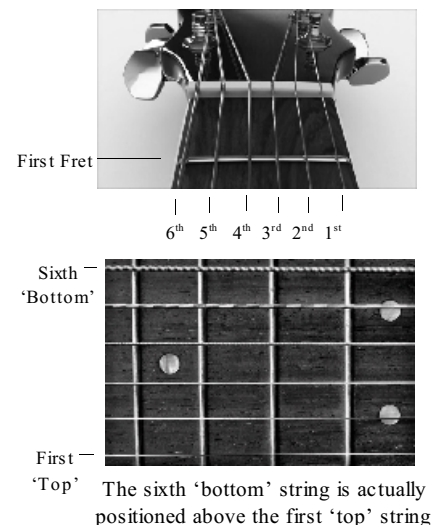 First Fret
6th 5th 4th 3rd 2nd 1st
Sixth
‘Bottom’
First
‘Top’
The sixth ‘bottom’ string is actually
positioned above the first ‘top’ string